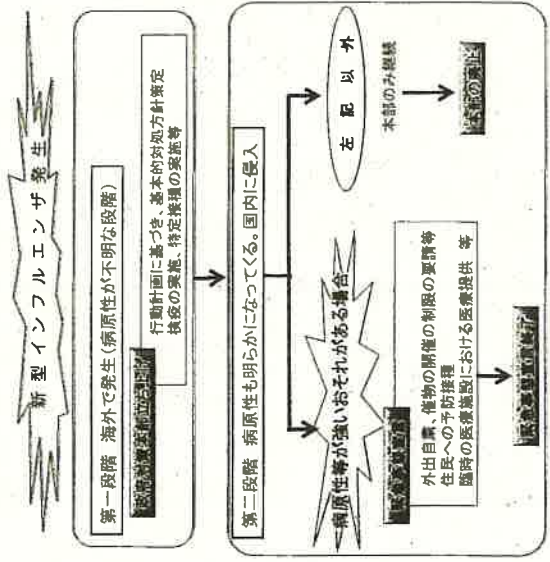 新型インフルエンザ発生
第一段階 海外で発生(病原性が不明な段階)
政府対策本部立ち上げ
行動計画に基づき、基本的対処方針策定
検疫の実施、特定接種の実施等
第二段階 病原性も明らかになってくる。国内に侵入
病原性等が強いおそれがある場合
緊急事態宣言
外出自粛、催物の開催の制限の要請等
住民への予防接種
臨時の医療施設における医療提供 等
緊急事態宣言終了
左記以外
本部のみ継続
本部の廃止